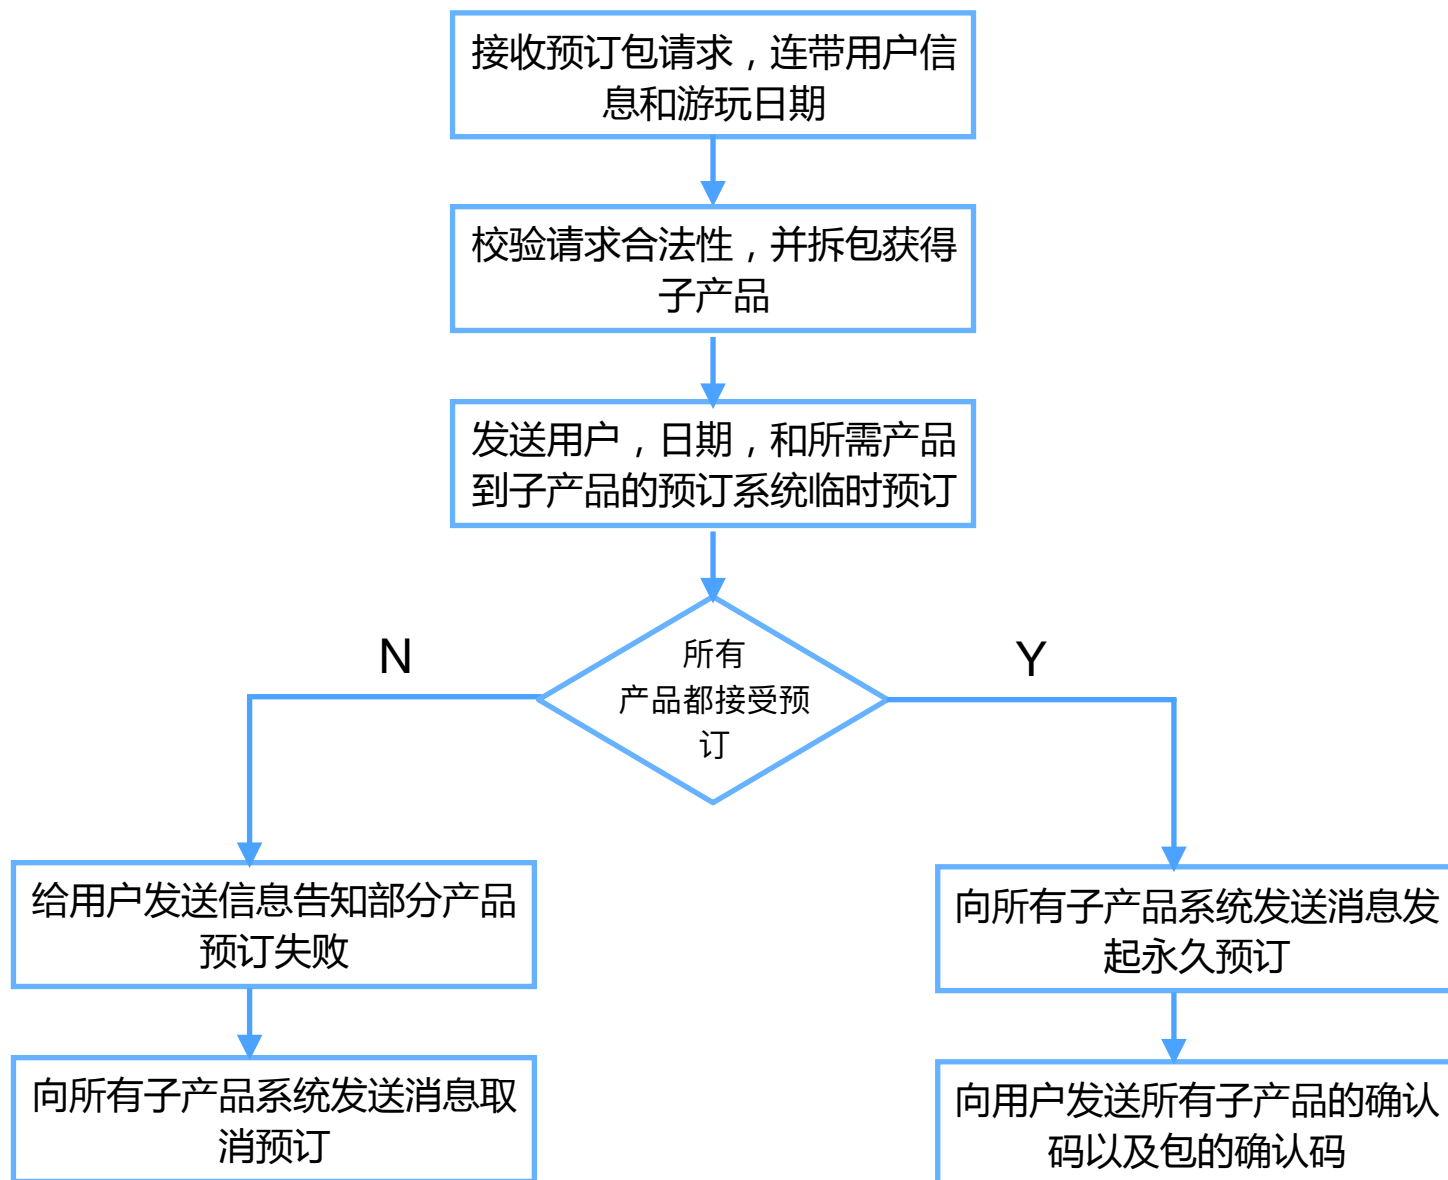 接收预订包请求，连带用户信
息和游玩日期
校验请求合法性，并拆包获得
子产品
发送用户，日期，和所需产品
到子产品的预订系统临时预订
所有
产品都接受预
订
N
Y
给用户发送信息告知部分产品
预订失败
向所有子产品系统发送消息取
消预订
向所有子产品系统发送消息发
起永久预订
向用户发送所有子产品的确认
码以及包的确认码